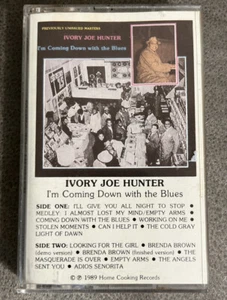 PREVIOUSLY UNISSUED MASTERS
IVORY JOE HUNTER
I'm Coming Down with the Blues
IVORY JOE HUNTER
I'm Coming Down with the Blues
SIDE ONE: I'LL GIVE YOU ALL NIGHT TO STOP ●
MEDLEY: I ALMOST LOST MY MIND/EMPTY ARMS ●
COMING DOWN WITH THE BLUES ● WORKING ON ME ●
STOLEN MOMENTS ● CAN I HELP IT ● THE COLD GRAY
LIGHT OF DAWN
SIDE TWO: LOOKING FOR THE GIRL ● BRENDA BROWN
(demo version) ● BRENDA BROWN (finished version) ● THE
MASQUERADE IS OVER ● EMPTY ARMS ● THE ANGELS
SENT YOU ● ADIOS SENORITA
© ℗ 1989 Home Cooking Records